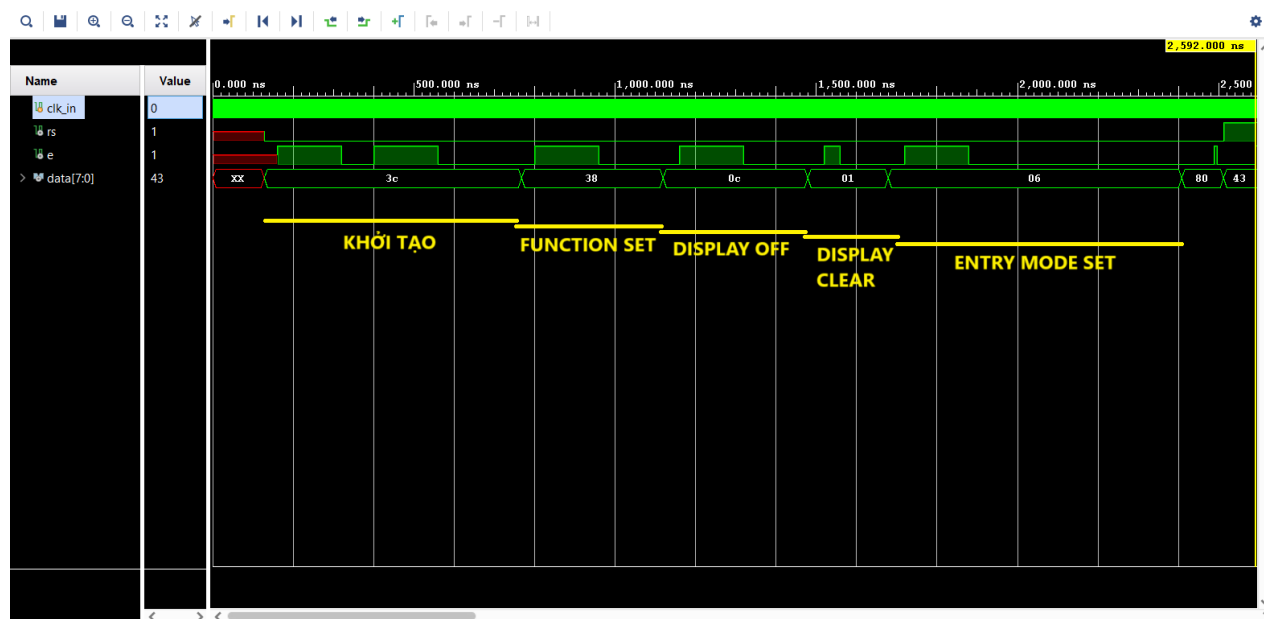 2,592.000 ns
Name Value
0.000 ns 500.000 ns 1,000.000 ns 1,500.000 ns 2,000.000 ns 2,500
clk_in 0
rs 1
e 1
data[7:0] 43 XX 3c 38 0c 01 06 80 43
KHỞI TẠO FUNCTION SET DISPLAY OFF DISPLAY CLEAR ENTRY MODE SET